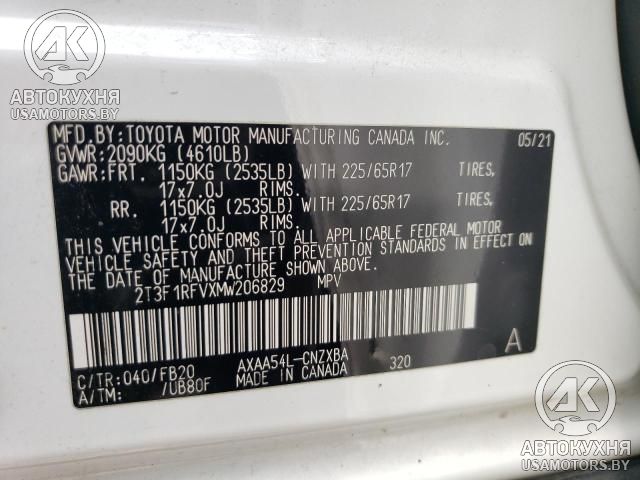 4K
АВТОКУХНЯ
USAMOTORS.BY
MFD.BY:TOYOTA MOTOR MANUFACTURING CANADA INC. 05/21
GVWR:2090KG (4610LB)
GAWR:FRT. 1150KG (2535LB) WITH 225/65R17 TIRES,
17x7.0J RIMS.
RR. 1150KG (2535LB) WITH 225/65R17 TIRES,
17x7.0J RIMS.
THIS VEHICLE CONFORMS TO ALL APPLICABLE FEDERAL MOTOR
VEHICLE SAFETY AND THEFT PREVENTION STANDARDS IN EFFECT ON
THE DATE OF MANUFACTURE SHOWN ABOVE.
2T3F1RFVXMW206829 MPV
C/TR:040/FB20 AXAA54L-CNZXBA 320 A
A/TM: /UB80F MADE IN CANADA
4K
АВТОКУХНЯ
USAMOTORS.BY